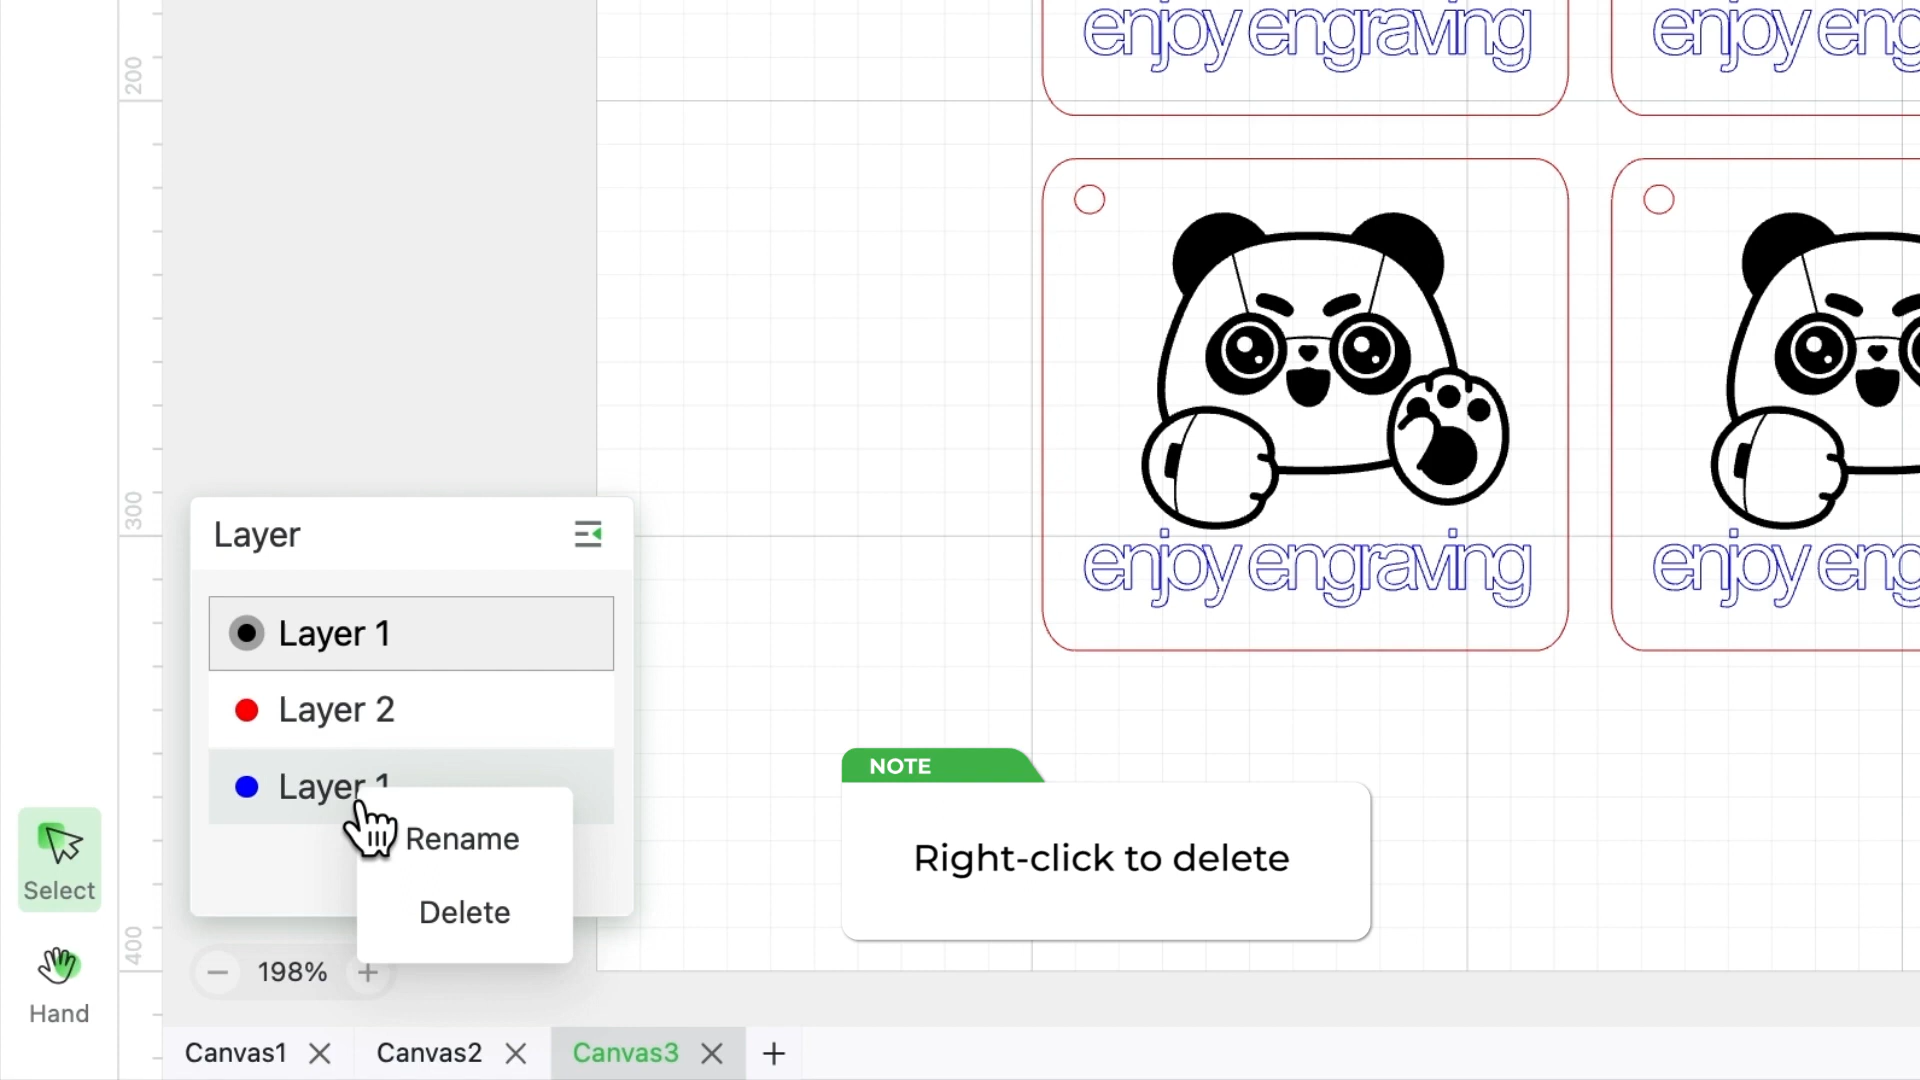 200
enjoy engraving
enjoy eng
300
Layer
Layer 1
Layer 2
Layer 1
Rename
Delete
enjoy engraving
enjoy eng
NOTE
Right-click to delete
Select
Hand
400
198%
Canvas1
Canvas2
Canvas3